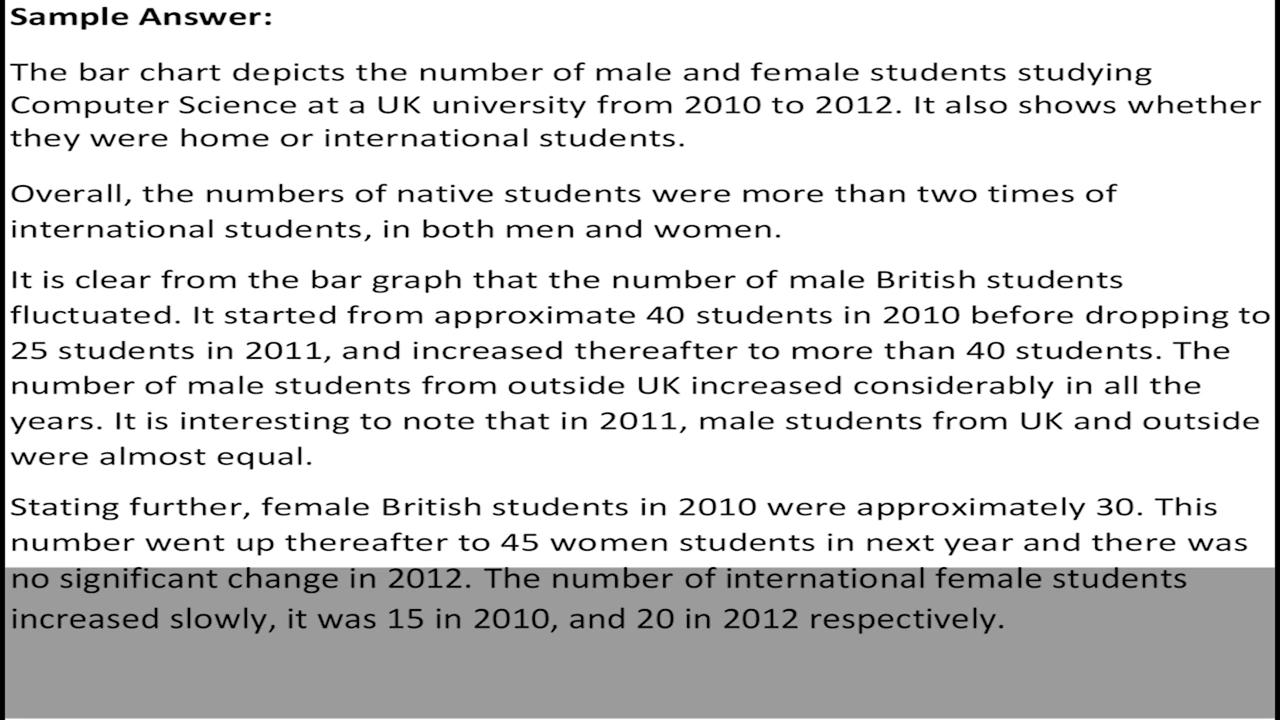 Sample Answer:
The bar chart depicts the number of male and female students studying
Computer Science at a UK university from 2010 to 2012. It also shows whether
they were home or international students.
Overall, the numbers of native students were more than two times of
international students, in both men and women.
It is clear from the bar graph that the number of male British students
fluctuated. It started from approximate 40 students in 2010 before dropping to
25 students in 2011, and increased thereafter to more than 40 students. The
number of male students from outside UK increased considerably in all the
years. It is interesting to note that in 2011, male students from UK and outside
were almost equal.
Stating further, female British students in 2010 were approximately 30. This
number went up thereafter to 45 women students in next year and there was
no significant change in 2012. The number of international female students
increased slowly, it was 15 in 2010, and 20 in 2012 respectively.